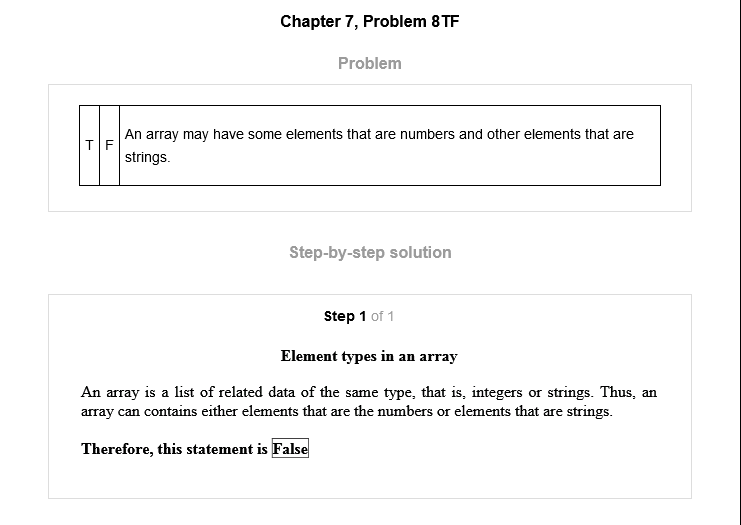 Chapter 7, Problem 8TF
Problem
T F An array may have some elements that are numbers and other elements that are
strings.
Step-by-step solution
Step 1 of 1
Element types in an array
An array is a list of related data of the same type, that is, integers or strings. Thus, an
array can contains either elements that are the numbers or elements that are strings.
Therefore, this statement is False